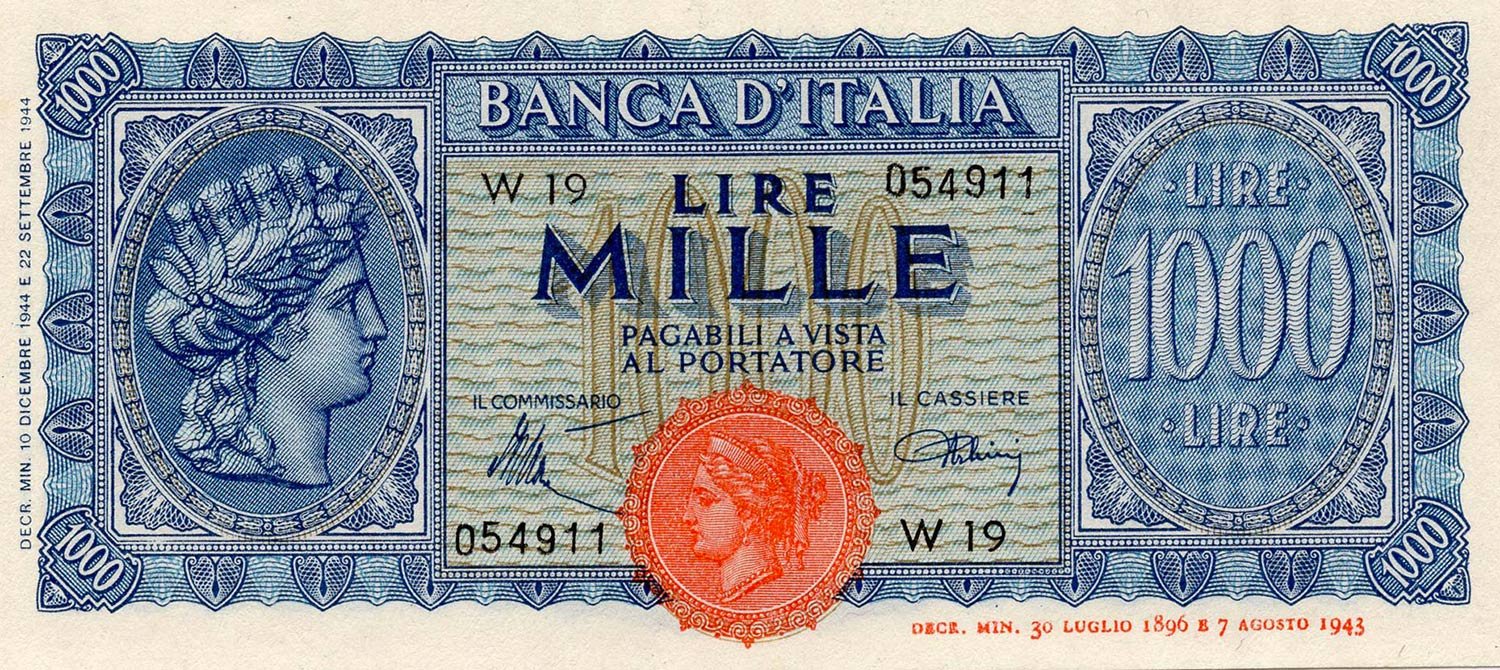 1000
1000
BANCA D'ITALIA
W 19
LIRE
054911
MILLE
PAGABILI A VISTA
AL PORTATORE
IL COMMISSARIO
IL CASSIERE
054911
W 19
·LIRE·
1000
·LIRE·
1000
1000
1000
DECR. MIN. 10 DICEMBRE 1944 E 22 SETTEMBRE 1944
DECR. MIN. 30 LUGLIO 1896 E 7 AGOSTO 1943